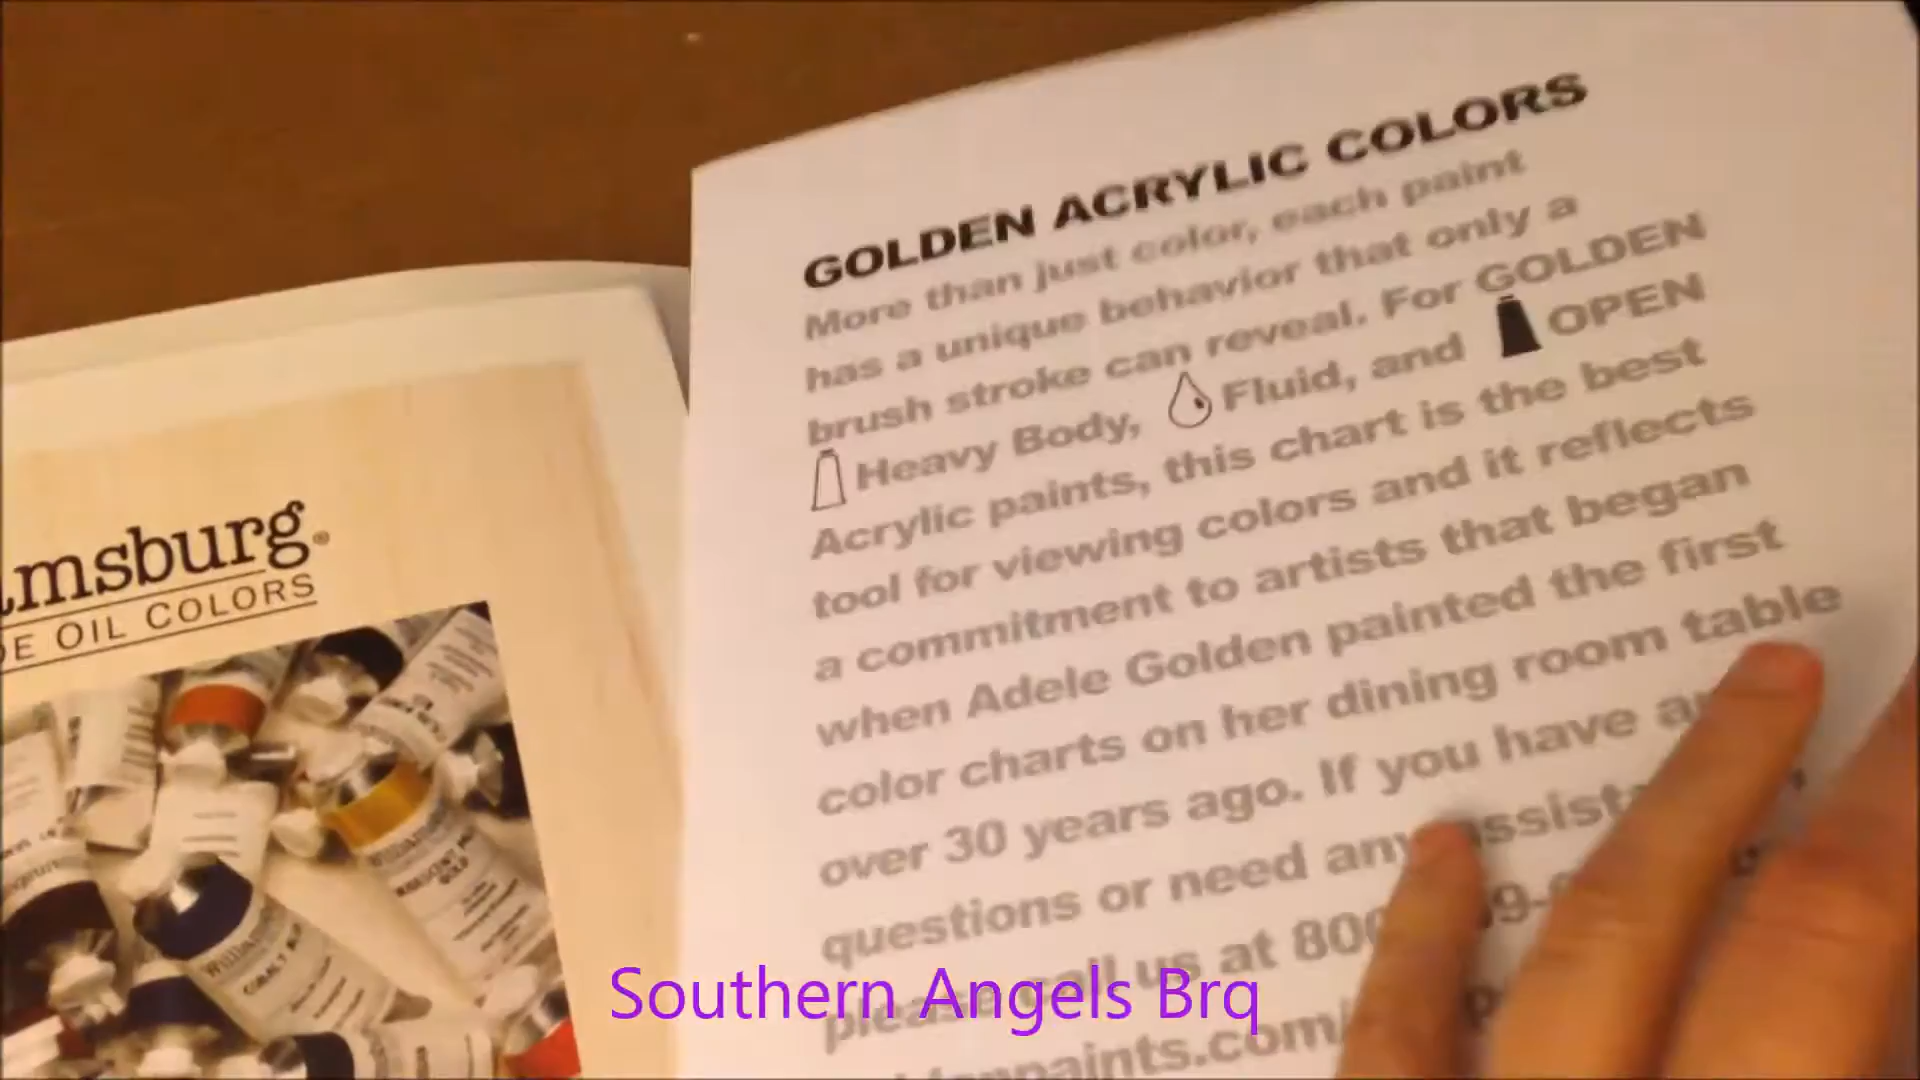 GOLDEN ACRYLIC COLORS
More than just color, each paint
has a unique behavior that only a
brush stroke can reveal. For GOLDEN
Heavy Body, Fluid, and OPEN
Acrylic paints, this chart is the best
tool for viewing colors and it reflects
a commitment to artists that began
when Adele Golden painted the first
color charts on her dining room table
over 30 years ago. If you have
questions or need any
please call us at
msburg®
OIL COLORS
COBALT
GOLD
Southern Angels Brq